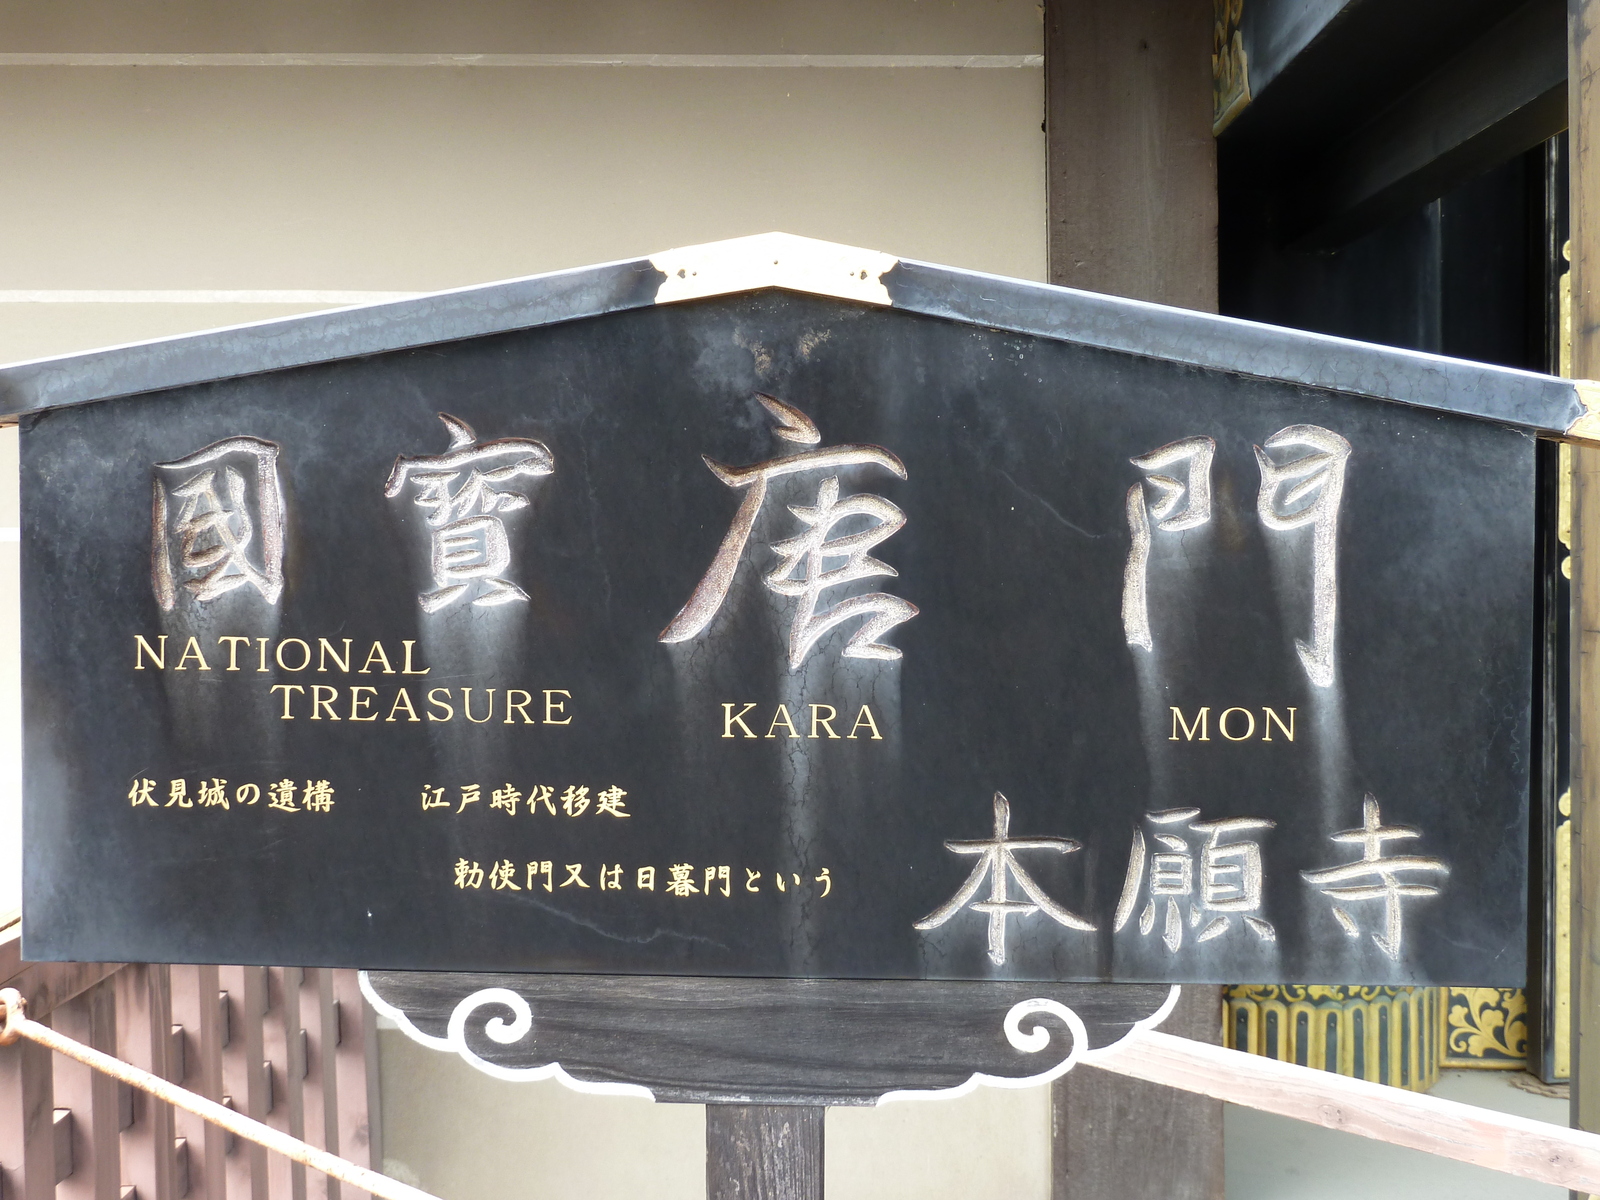 國寶 唐門
NATIONAL TREASURE
KARA MON
伏見城の遺構 江戸時代移建
勅使門又は日暮門という
本願寺